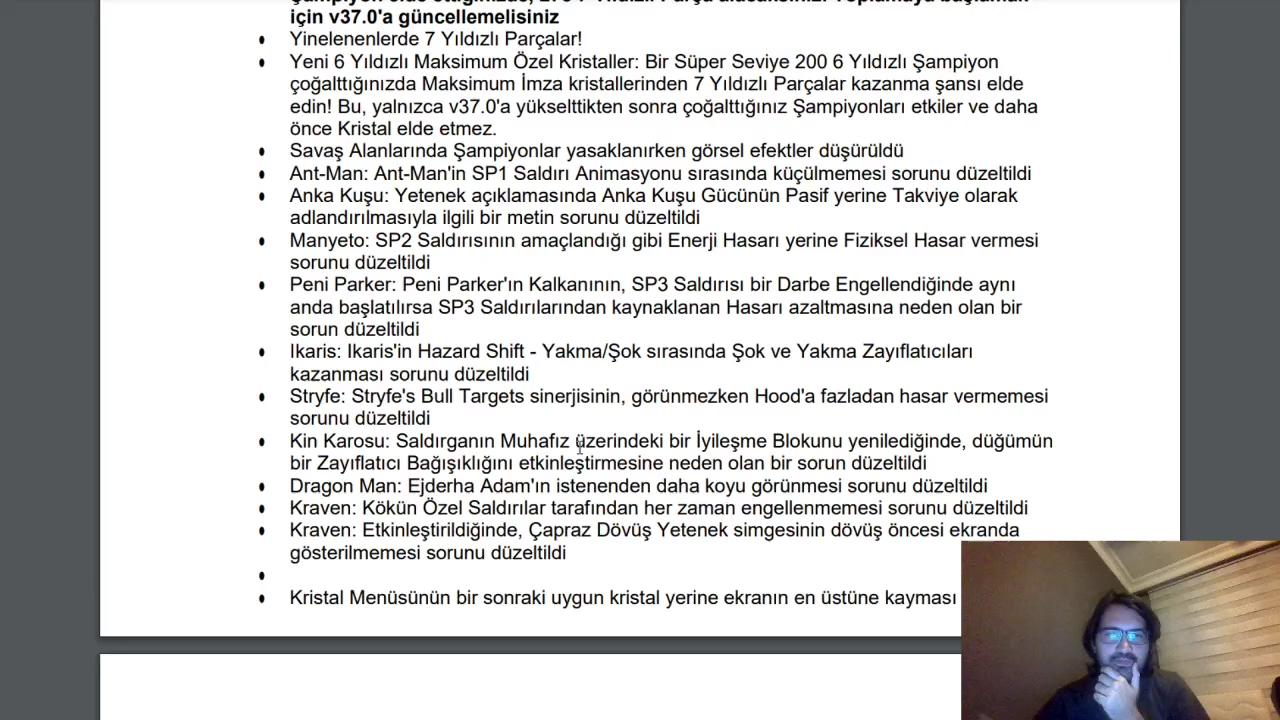 için v37.0'a güncellemelisiniz
Yinelenenlerde 7 Yıldızlı Parçalar!
Yeni 6 Yıldızlı Maksimum Özel Kristaller: Bir Süper Seviye 200 6 Yıldızlı Şampiyon
çoğalttığınızda Maksimum İmza kristallerinden 7 Yıldızlı Parçalar kazanma şansı elde
edin! Bu, yalnızca v37.0'a yükselttikten sonra çoğalttığınız Şampiyonları etkiler ve daha
önce Kristal elde etmez.
Savaş Alanlarında Şampiyonlar yasaklanırken görsel efektler düşürüldü
Ant-Man: Ant-Man'in SP1 Saldırı Animasyonu sırasında küçülmemesi sorunu düzeltildi
Anka Kuşu: Yetenek açıklamasında Anka Kuşu Gücünün Pasif yerine Takviye olarak
adlandırılmasıyla ilgili bir metin sorunu düzeltildi
Manyeto: SP2 Saldırısının amaçlandığı gibi Enerji Hasarı yerine Fiziksel Hasar vermesi
sorunu düzeltildi
Peni Parker: Peni Parker'ın Kalkanının, SP3 Saldırısı bir Darbe Engellendiğinde aynı
anda başlatılırsa SP3 Saldırılarından kaynaklanan Hasarı azaltmasına neden olan bir
sorun düzeltildi
Ikaris: Ikaris'in Hazard Shift - Yakma/Şok sırasında Şok ve Yakma Zayıflatıcıları
kazanması sorunu düzeltildi
Stryfe: Stryfe's Bull Targets sinerjisinin, görünmezken Hood'a fazladan hasar vermemesi
sorunu düzeltildi
Kin Karosu: Saldırganın Muhafız üzerindeki bir İyileşme Blokunu yenilediğinde, düğümün
bir Zayıflatıcı Bağışıklığını etkinleştirmesine neden olan bir sorun düzeltildi
Dragon Man: Ejderha Adam'ın istenenden daha koyu görünmesi sorunu düzeltildi
Kraven: Kökün Özel Saldırılar tarafından her zaman engellenmemesi sorunu düzeltildi
Kraven: Etkinleştirildiğinde, Çapraz Dövüş Yetenek simgesinin dövüş öncesi ekranda
gösterilmemesi sorunu düzeltildi
Kristal Menüsünün bir sonraki uygun kristal yerine ekranın en üstüne kayması